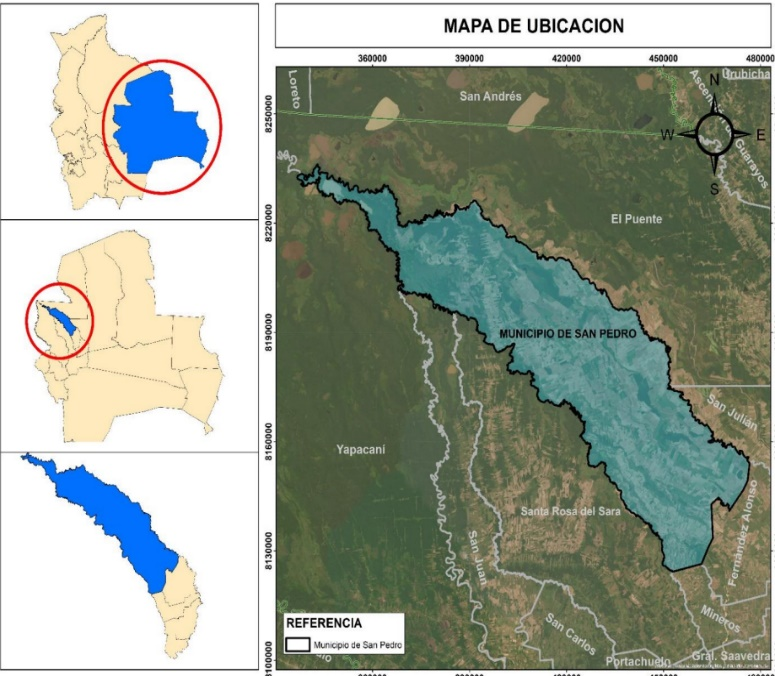 MAPA DE UBICACION
360000 390000 420000 450000 480000
8250000
8220000
8190000
8160000
8130000
8100000
Loreto
San Andrés
Urubicha
Ascensión de Guarayos
N
W E
S
El Puente
MUNICIPIO DE SAN PEDRO
San Julián
Yapacaní
Santa Rosa del Sara
Fernández Alonso
San Juan
San Carlos
Mineros
Portachuelo
Gral. Saavedra
REFERENCIA
Municipio de San Pedro